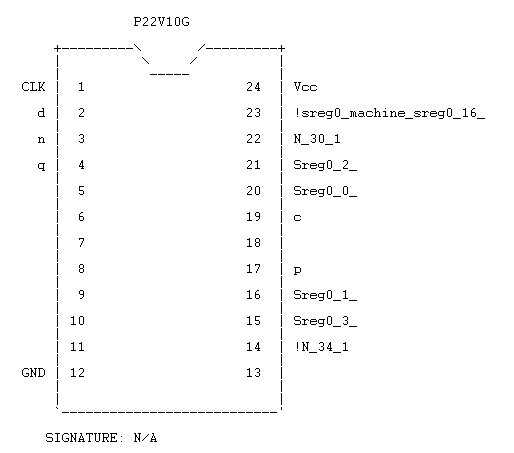 P22V10G
CLK 1 24 Vcc
d 2 23 !sreg0_machine_sreg0_16_
n 3 22 N_30_1
q 4 21 Sreg0_2_
5 20 Sreg0_0_
6 19 c
7 18
8 17 p
9 16 Sreg0_1_
10 15 Sreg0_3_
11 14 !N_34_1
GND 12 13
SIGNATURE: N/A